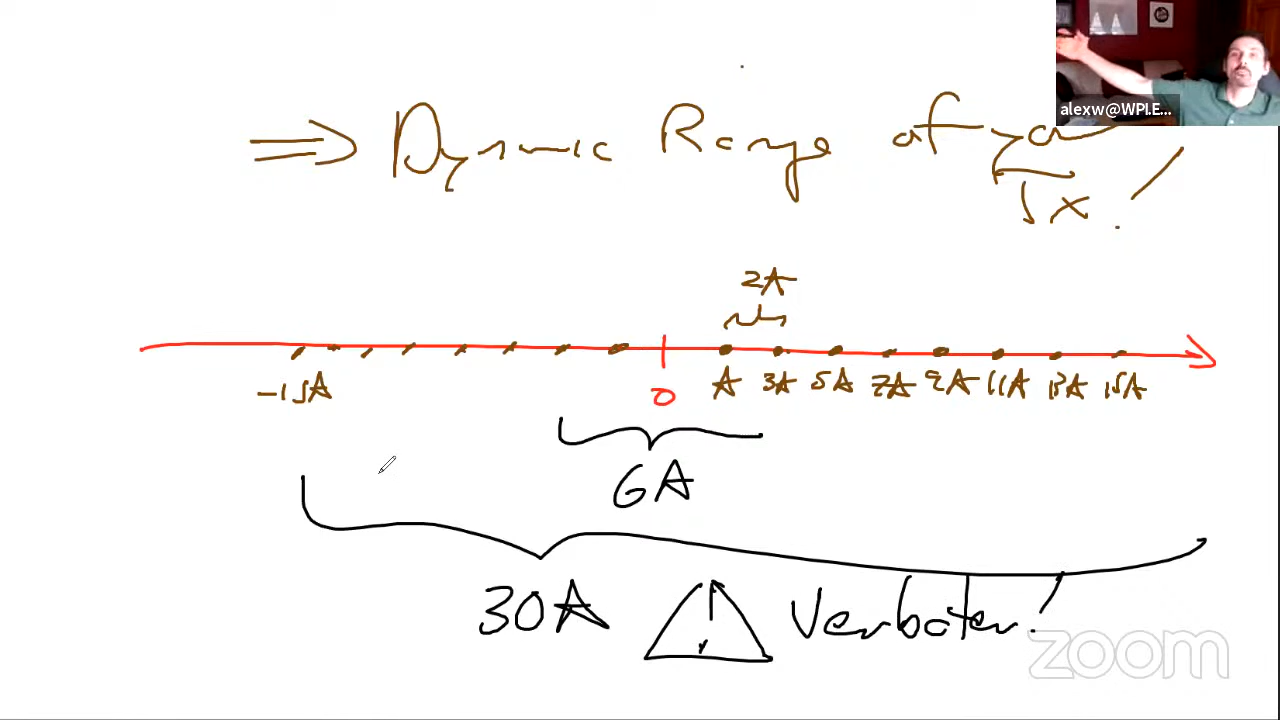 ⇒ Dynamic Range of your
Tx!
alexw@WPI.E...
2A
-15A 0 A 3A 5A 7A 9A 11A 13A 15A
6A
30A ! Verboten!
zoom